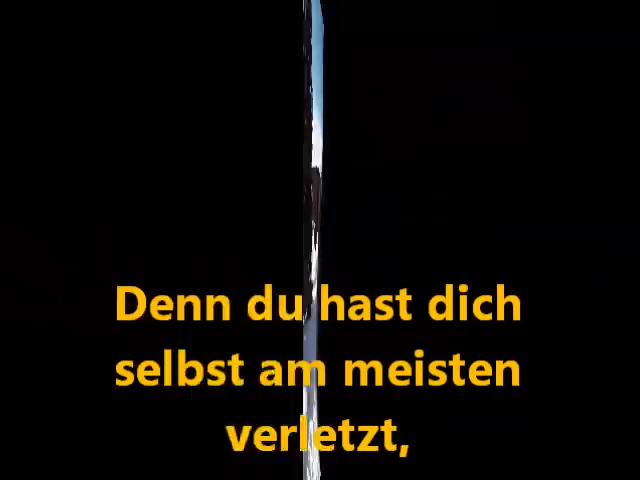 Denn du hast dich
selbst am meisten
verletzt,